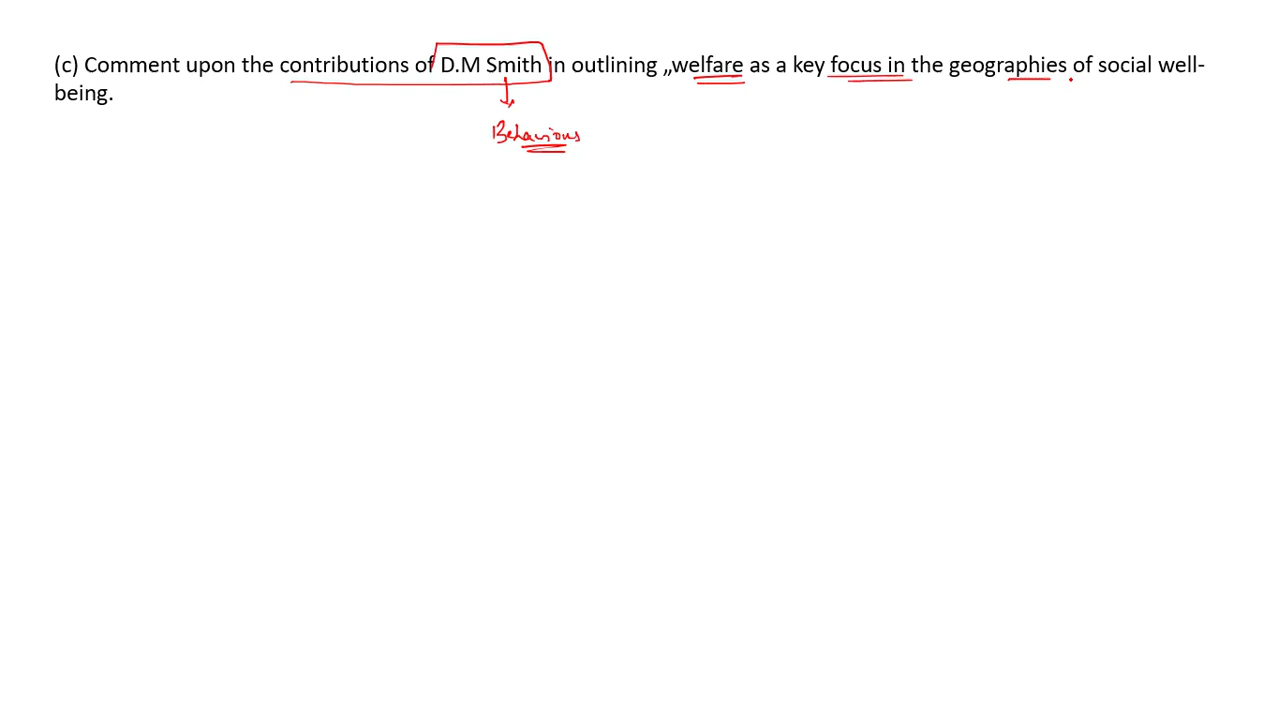 (c) Comment upon the contributions of D.M Smith in outlining „welfare as a key focus in the geographies of social well-
being.
Behavious